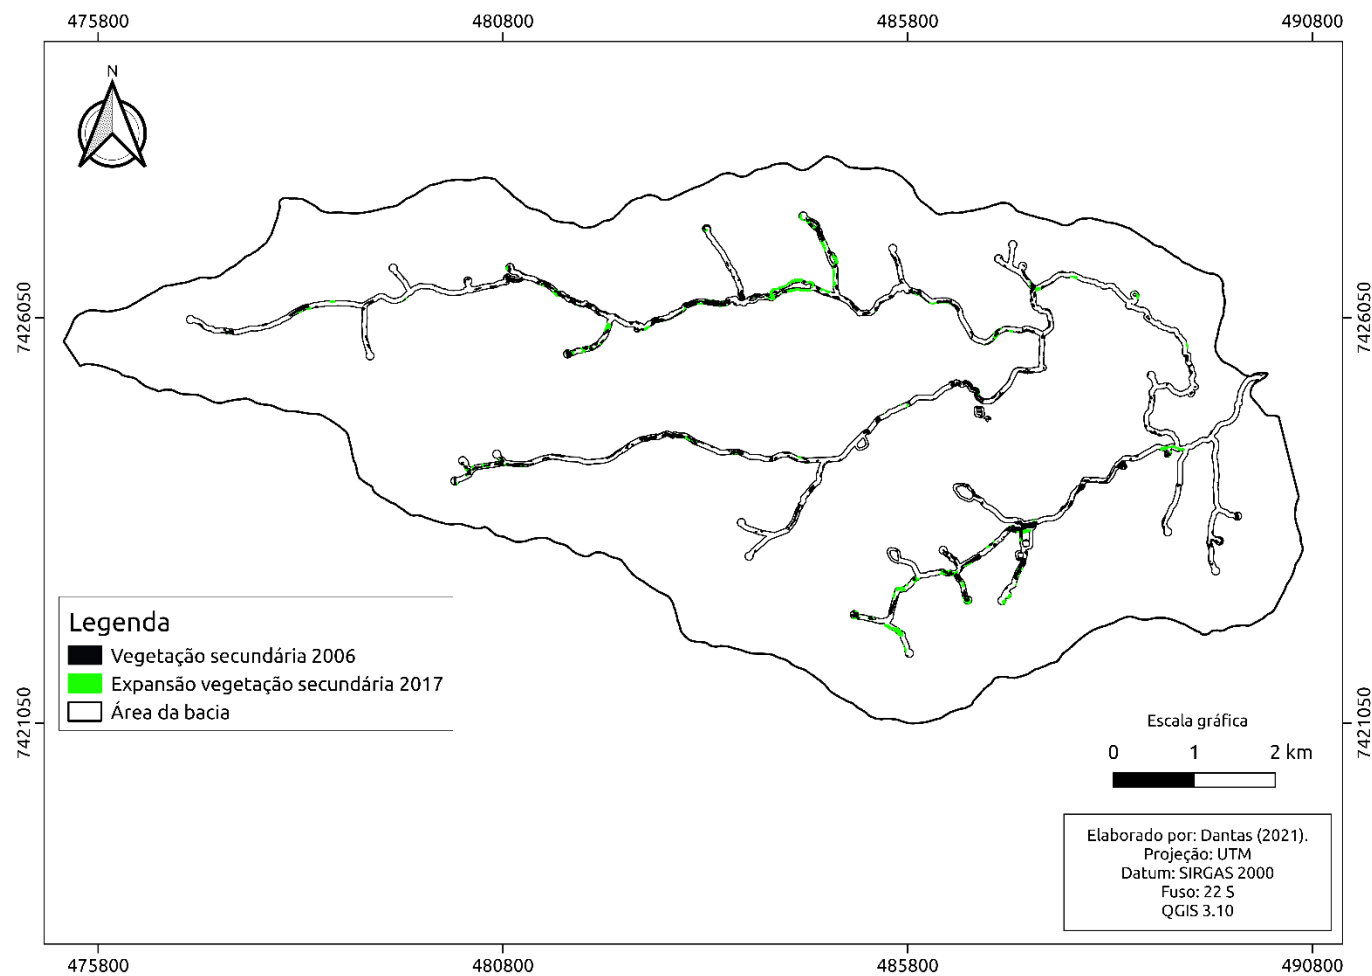 475800 480800 485800 490800
N
7426050 7426050
Legenda
Vegetação secundária 2006
Expansão vegetação secundária 2017
Área da bacia
7421050 7421050
Escala gráfica
0 1 2 km
Elaborado por: Dantas (2021).
Projeção: UTM
Datum: SIRGAS 2000
Fuso: 22 S
QGIS 3.10
475800 480800 485800 490800